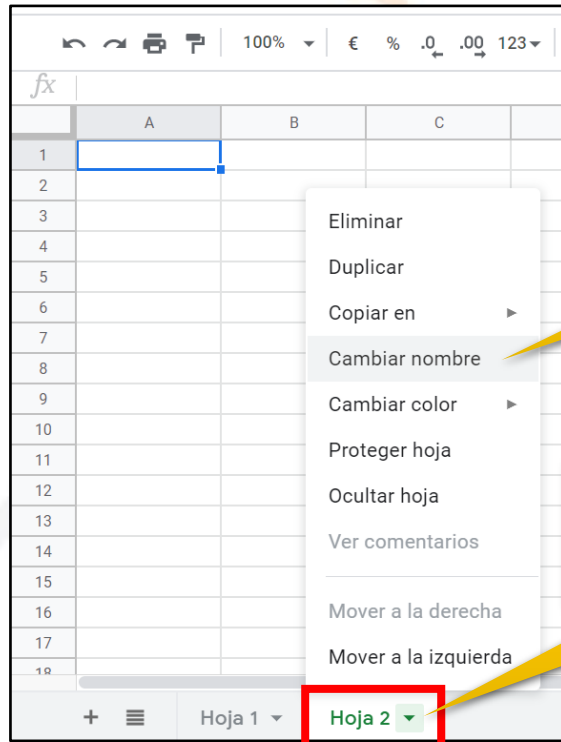 100% € % .0 .00 123
fx
A B C
1
2
3
4
5
6
7
8
9
10
11
12
13
14
15
16
17
18
Eliminar
Duplicar
Copiar en
Cambiar nombre
Cambiar color
Proteger hoja
Ocultar hoja
Ver comentarios
Mover a la derecha
Mover a la izquierda
+ Hoja 1 Hoja 2